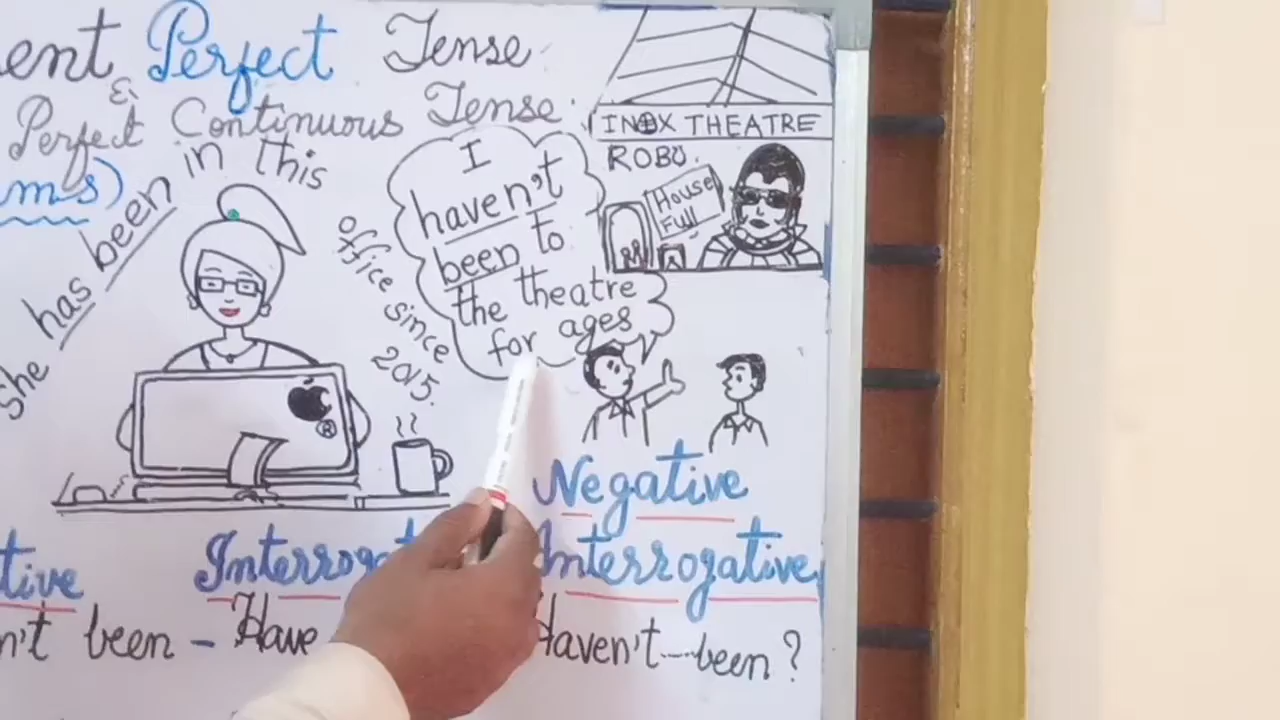 ent Perfect Tense
&
Perfect Continuous Tense
ms)
She has been in this
office since
2015.
I
haven't
been to
the theatre
for ages
INOX THEATRE
ROBO.
House
Full
®
Negative
tive Interrogat Interrogative
n't been - Have Haven't----been ?